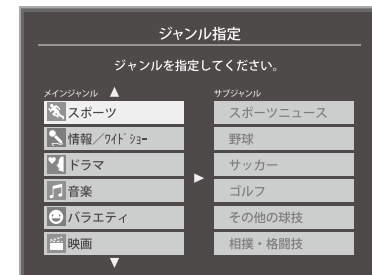 ジャンル指定
ジャンルを指定してください。
メインジャンル ▲
サブジャンル
スポーツ
情報／ﾜｲﾄﾞｼｮｰ
ドラマ
音楽
バラエティ
映画
▼
▶
スポーツニュース
野球
サッカー
ゴルフ
その他の球技
相撲・格闘技